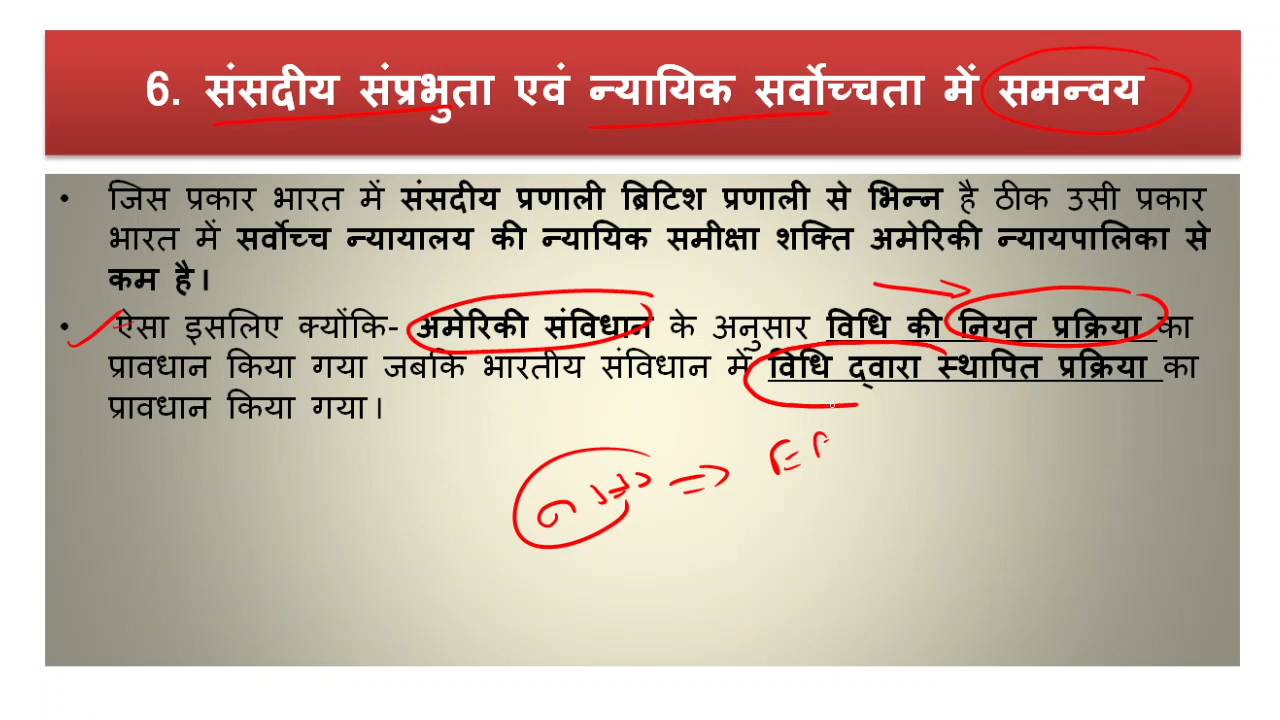 6. संसदीय संप्रभुता एवं न्यायिक सर्वोच्चता में समन्वय
• जिस प्रकार भारत में संसदीय प्रणाली ब्रिटिश प्रणाली से भिन्न है ठीक उसी प्रकार
भारत में सर्वोच्च न्यायालय की न्यायिक समीक्षा शक्ति अमेरिकी न्यायपालिका से
कम है।
• ऐसा इसलिए क्योंकि- अमेरिकी संविधान के अनुसार विधि की नियत प्रक्रिया का
प्रावधान किया गया जबकि भारतीय संविधान में विधि द्वारा स्थापित प्रक्रिया का
प्रावधान किया गया।